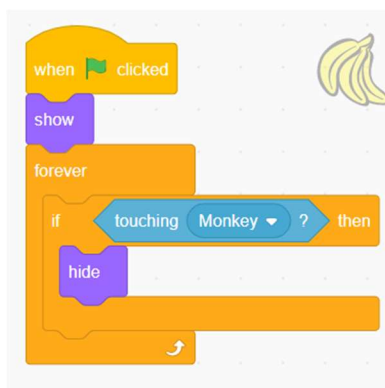 when clicked
show
forever
if touching Monkey ? then
hide